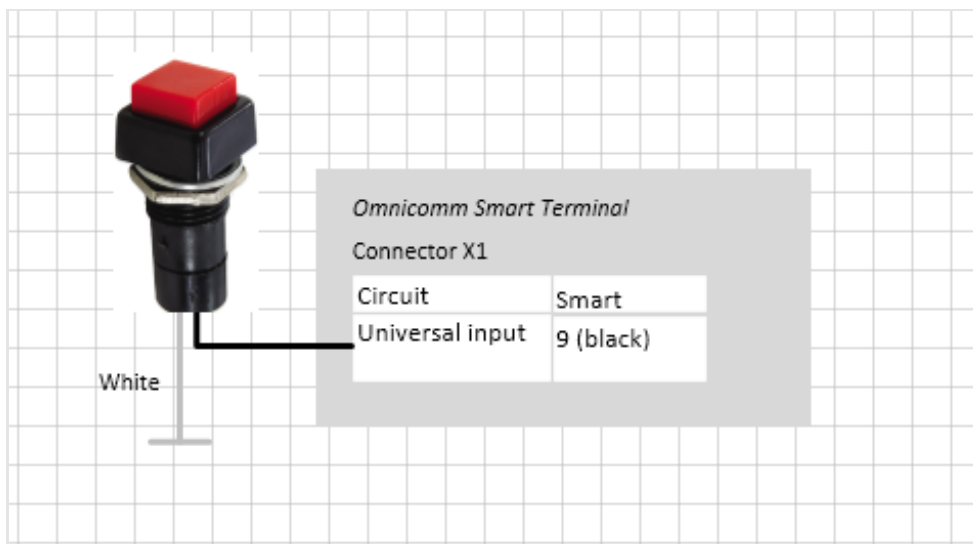 Omnicomm Smart Terminal
Connector X1
Circuit Smart
Universal input 9 (black)
White